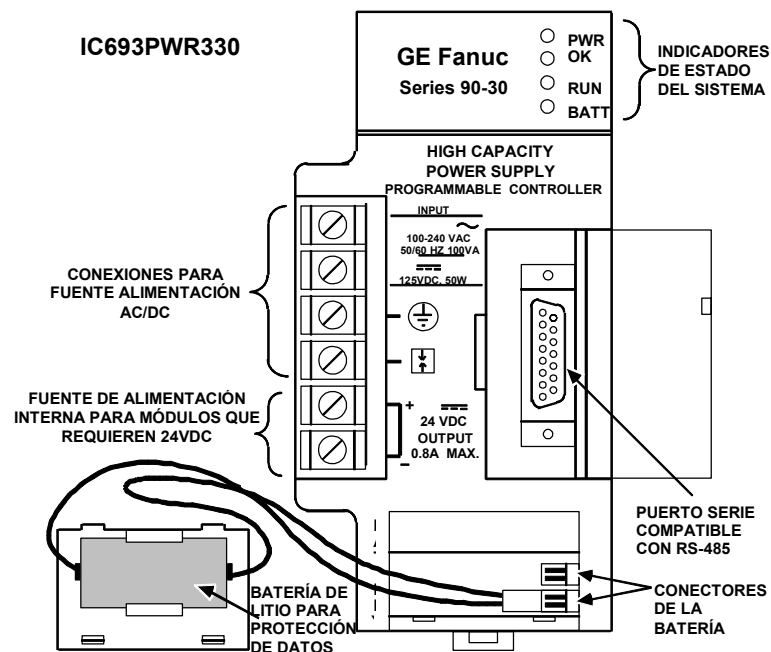 IC693PWR330
GE Fanuc
Series 90-30
PWR
OK
RUN
BATT
INDICADORES
DE ESTADO
DEL SISTEMA
HIGH CAPACITY
POWER SUPPLY
PROGRAMMABLE CONTROLLER
INPUT
100-240 VAC
50/60 HZ 100VA
125VDC, 50W
CONEXIONES PARA
FUENTE ALIMENTACIÓN
AC/DC
FUENTE DE ALIMENTACIÓN
INTERNA PARA MÓDULOS QUE
REQUIEREN 24VDC
+
24 VDC
OUTPUT
0.8A MAX.
–
PUERTO SERIE
COMPATIBLE
CON RS-485
BATERÍA DE
LITIO PARA
PROTECCIÓN
DE DATOS
CONECTORES
DE LA
BATERÍA